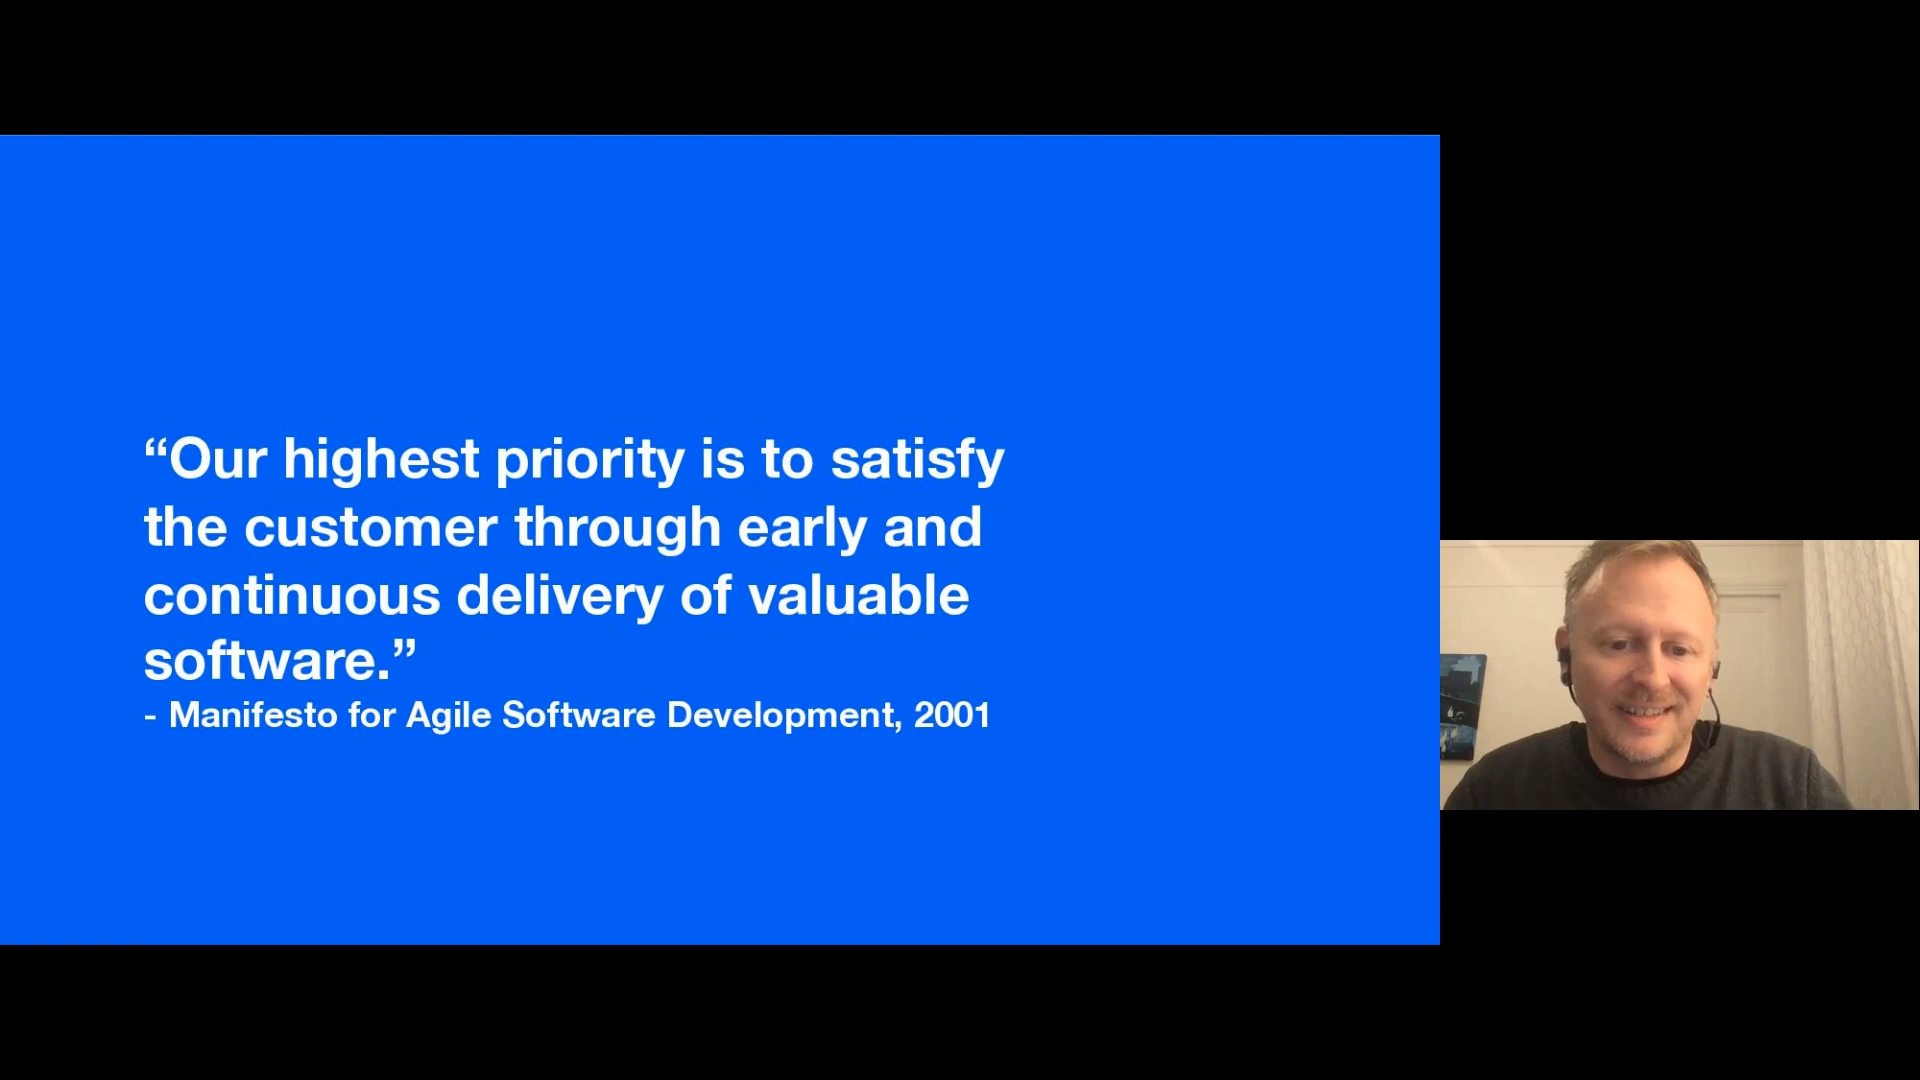 “Our highest priority is to satisfy
the customer through early and
continuous delivery of valuable
software.”
- Manifesto for Agile Software Development, 2001